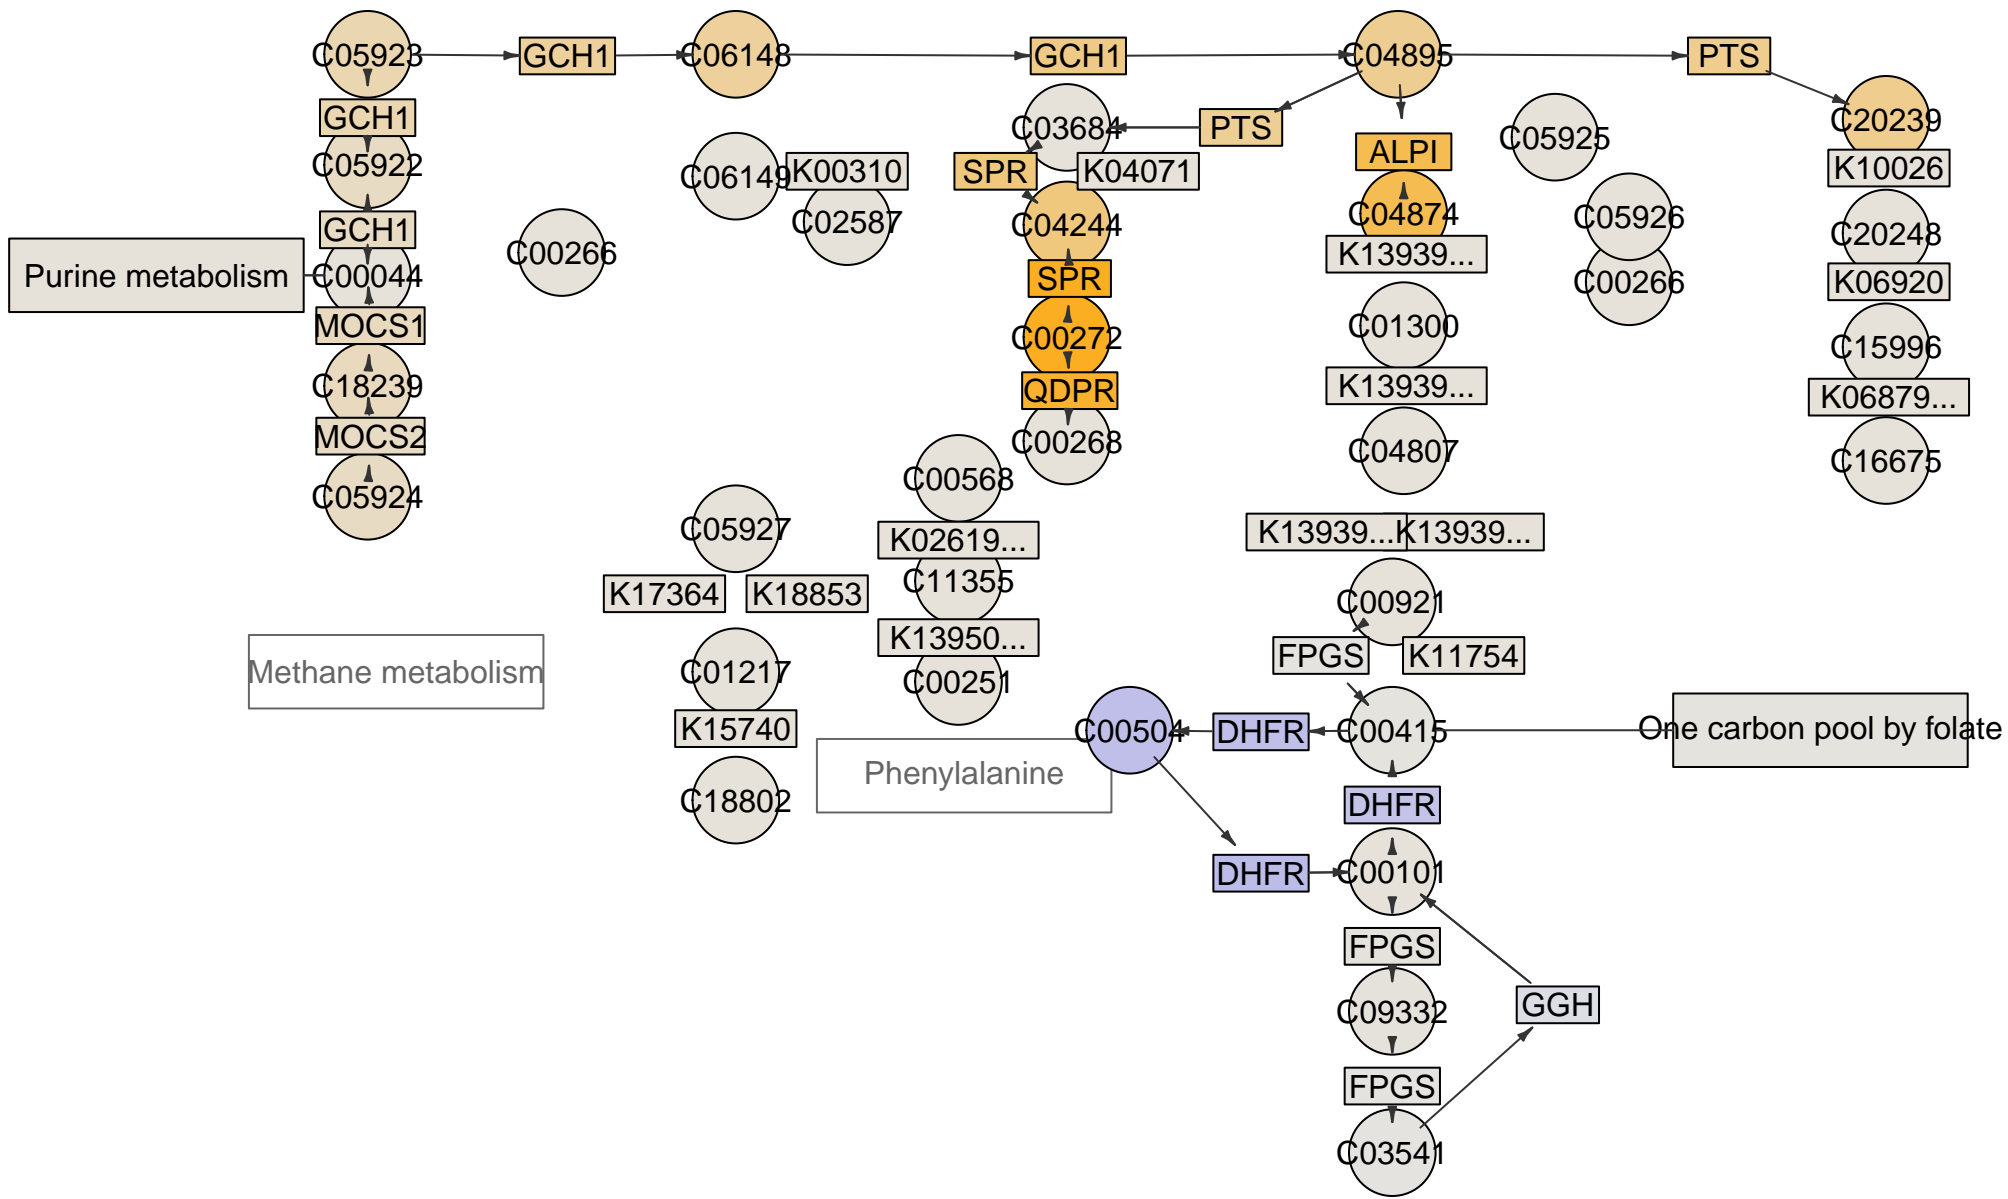 C05923
GCH1
C06148
GCH1
C04895
PTS
GCH1
C03684
PTS
C20239
C05922
C06149
K00310
SPR
K04071
ALPI
C05925
K10026
GCH1
C00266
C02587
C04244
C04874
C05926
C20248
Purine metabolism
C00044
SPR
K13939...
C00266
K06920
MOCS1
C00272
C01300
C15996
C18239
QDPR
K13939...
K06879...
MOCS2
C00268
C04807
C16675
C05924
C00568
C05927
K02619...
K13939...
K13939...
K17364
K18853
C11355
C00921
Methane metabolism
C01217
K13950...
FPGS
K11754
C00251
K15740
C00504
DHFR
C00415
One carbon pool by folate
Phenylalanine
C18802
DHFR
DHFR
C00101
FPGS
C09332
GGH
FPGS
C03541